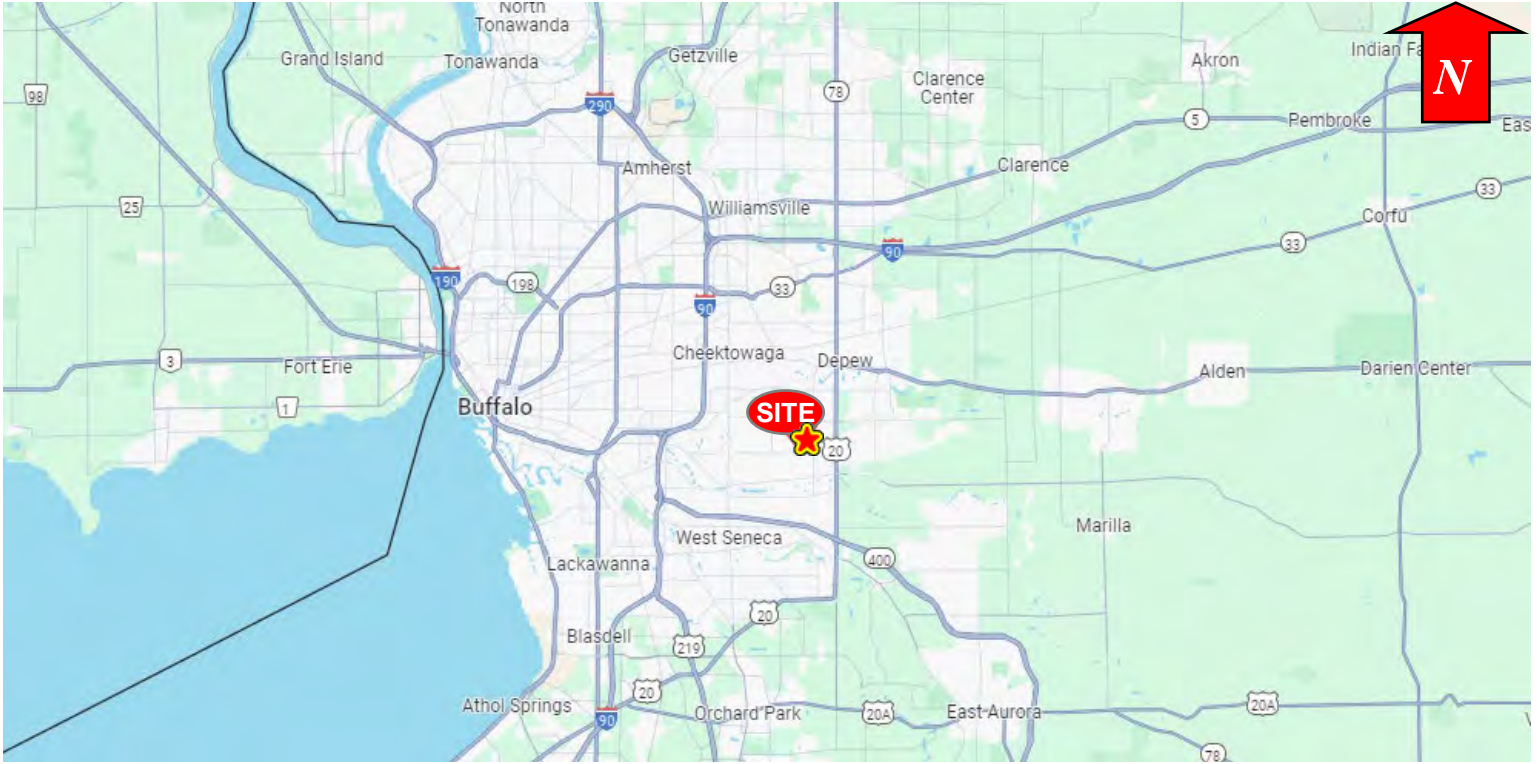 North
Tonawanda
Grand Island
Tonawanda
Getzville
Akron
Indian Fa
N
98
290
78
Clarence
Center
5
Pembroke
Eas
Amherst
Clarence
25
Williamsville
33
Corfu
33
90
190
198
33
90
3
Fort Erie
Cheektowaga
Depew
Alden
Darien Center
1
Buffalo
SITE
20
Marilla
West Seneca
400
Lackawanna
20
Blasdell
219
20
Athol Springs
90
Orchard Park
20A
East Aurora
20A
78